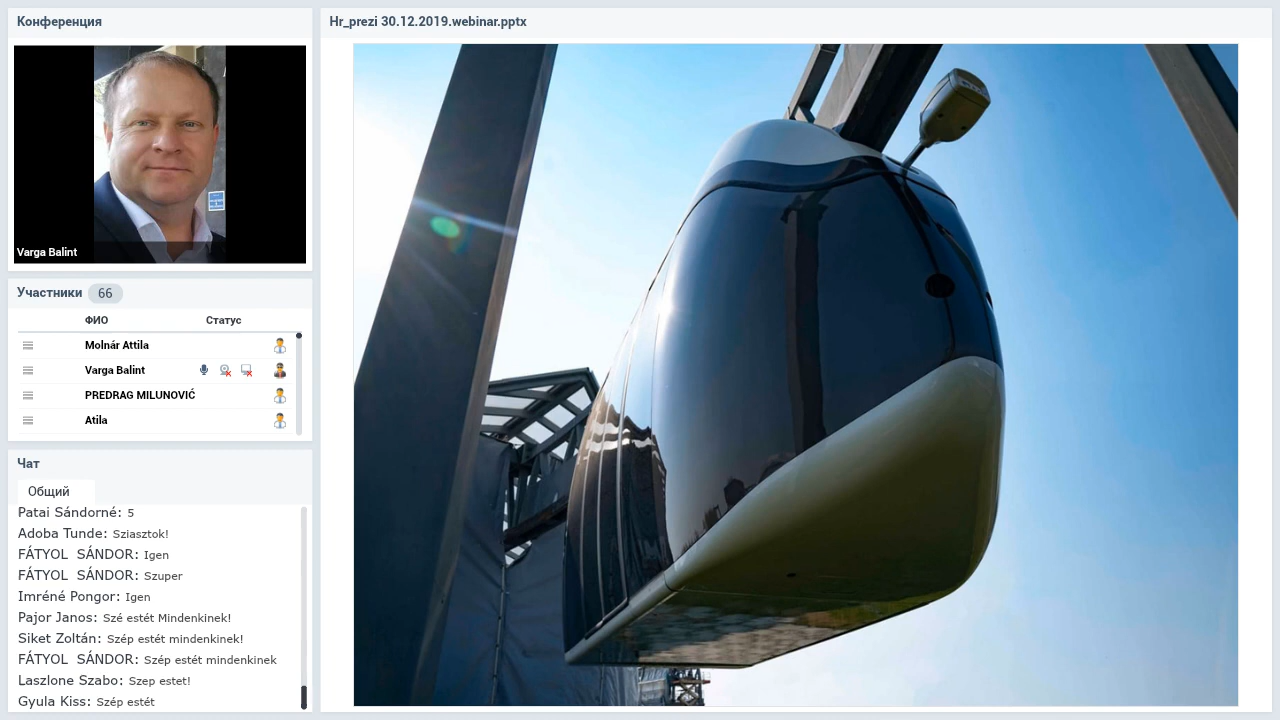 Конференция
Varga Balint
Участники 66
ФИО Статус
Molnár Attila
Varga Balint
PREDRAG MILUNOVIĆ
Atila
Чат
Общий
Patai Sándorné: 5
Adoba Tunde: Sziasztok!
FÁTYOL SÁNDOR: Igen
FÁTYOL SÁNDOR: Szuper
Imréné Pongor: Igen
Pajor Janos: Szé estét Mindenkinek!
Siket Zoltán: Szép estét mindenkinek!
FÁTYOL SÁNDOR: Szép estét mindenkinek
Laszlone Szabo: Szep estet!
Gyula Kiss: Szép estét
Hr_prezi 30.12.2019.webinar.pptx